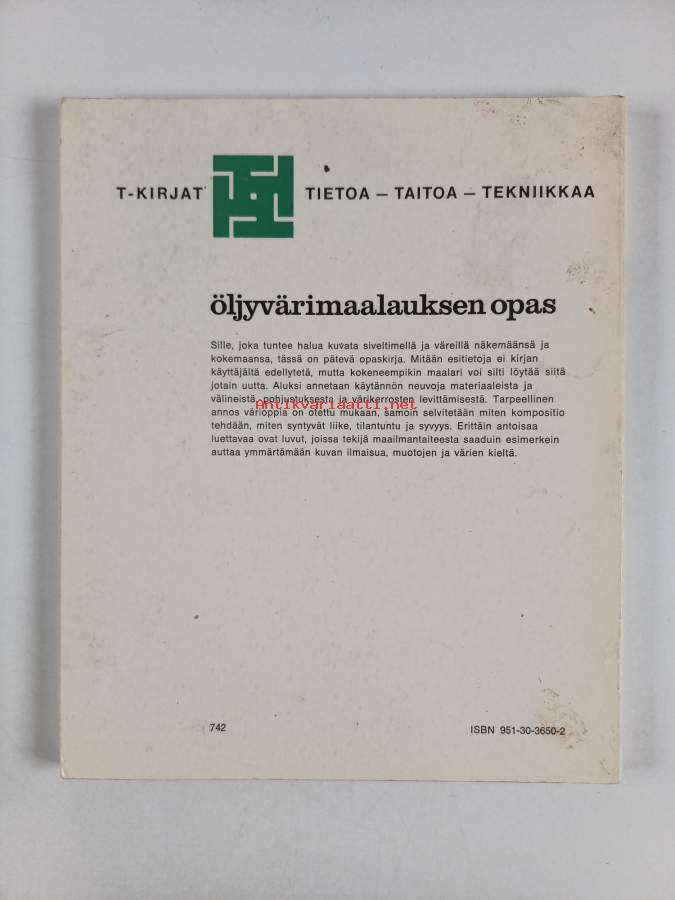 T-KIRJAT TIETOA — TAITOA — TEKNIIKKAA
öljyvärimaalauksen opas
Sille, joka tuntee halua kuvata siveltimellä ja väreillä näkemäänsä ja
kokemaansa, tässä on pätevä opaskirja. Mitään esitietoja ei kirjan
käyttäjältä edellytetä, mutta kokeneempikin maalari voi silti löytää siitä
jotain uutta. Aluksi annetaan käytännön neuvoja materiaaleista ja
välineistä, pohjustuksesta ja värikerrosten levittämisestä. Tarpeellinen
Antikvariaatti.net
annos värioppia on otettu mukaan, samoin selvitetään miten kompositio
tehdään, miten syntyvät liike, tilantuntu ja syvyys. Erittäin antoisaa
luettavaa ovat luvut, joissa tekijä maailmantaiteesta saaduin esimerkein
auttaa ymmärtämään kuvan ilmaisua, muotojen ja värien kieltä.
742
ISBN 951-30-3650-2